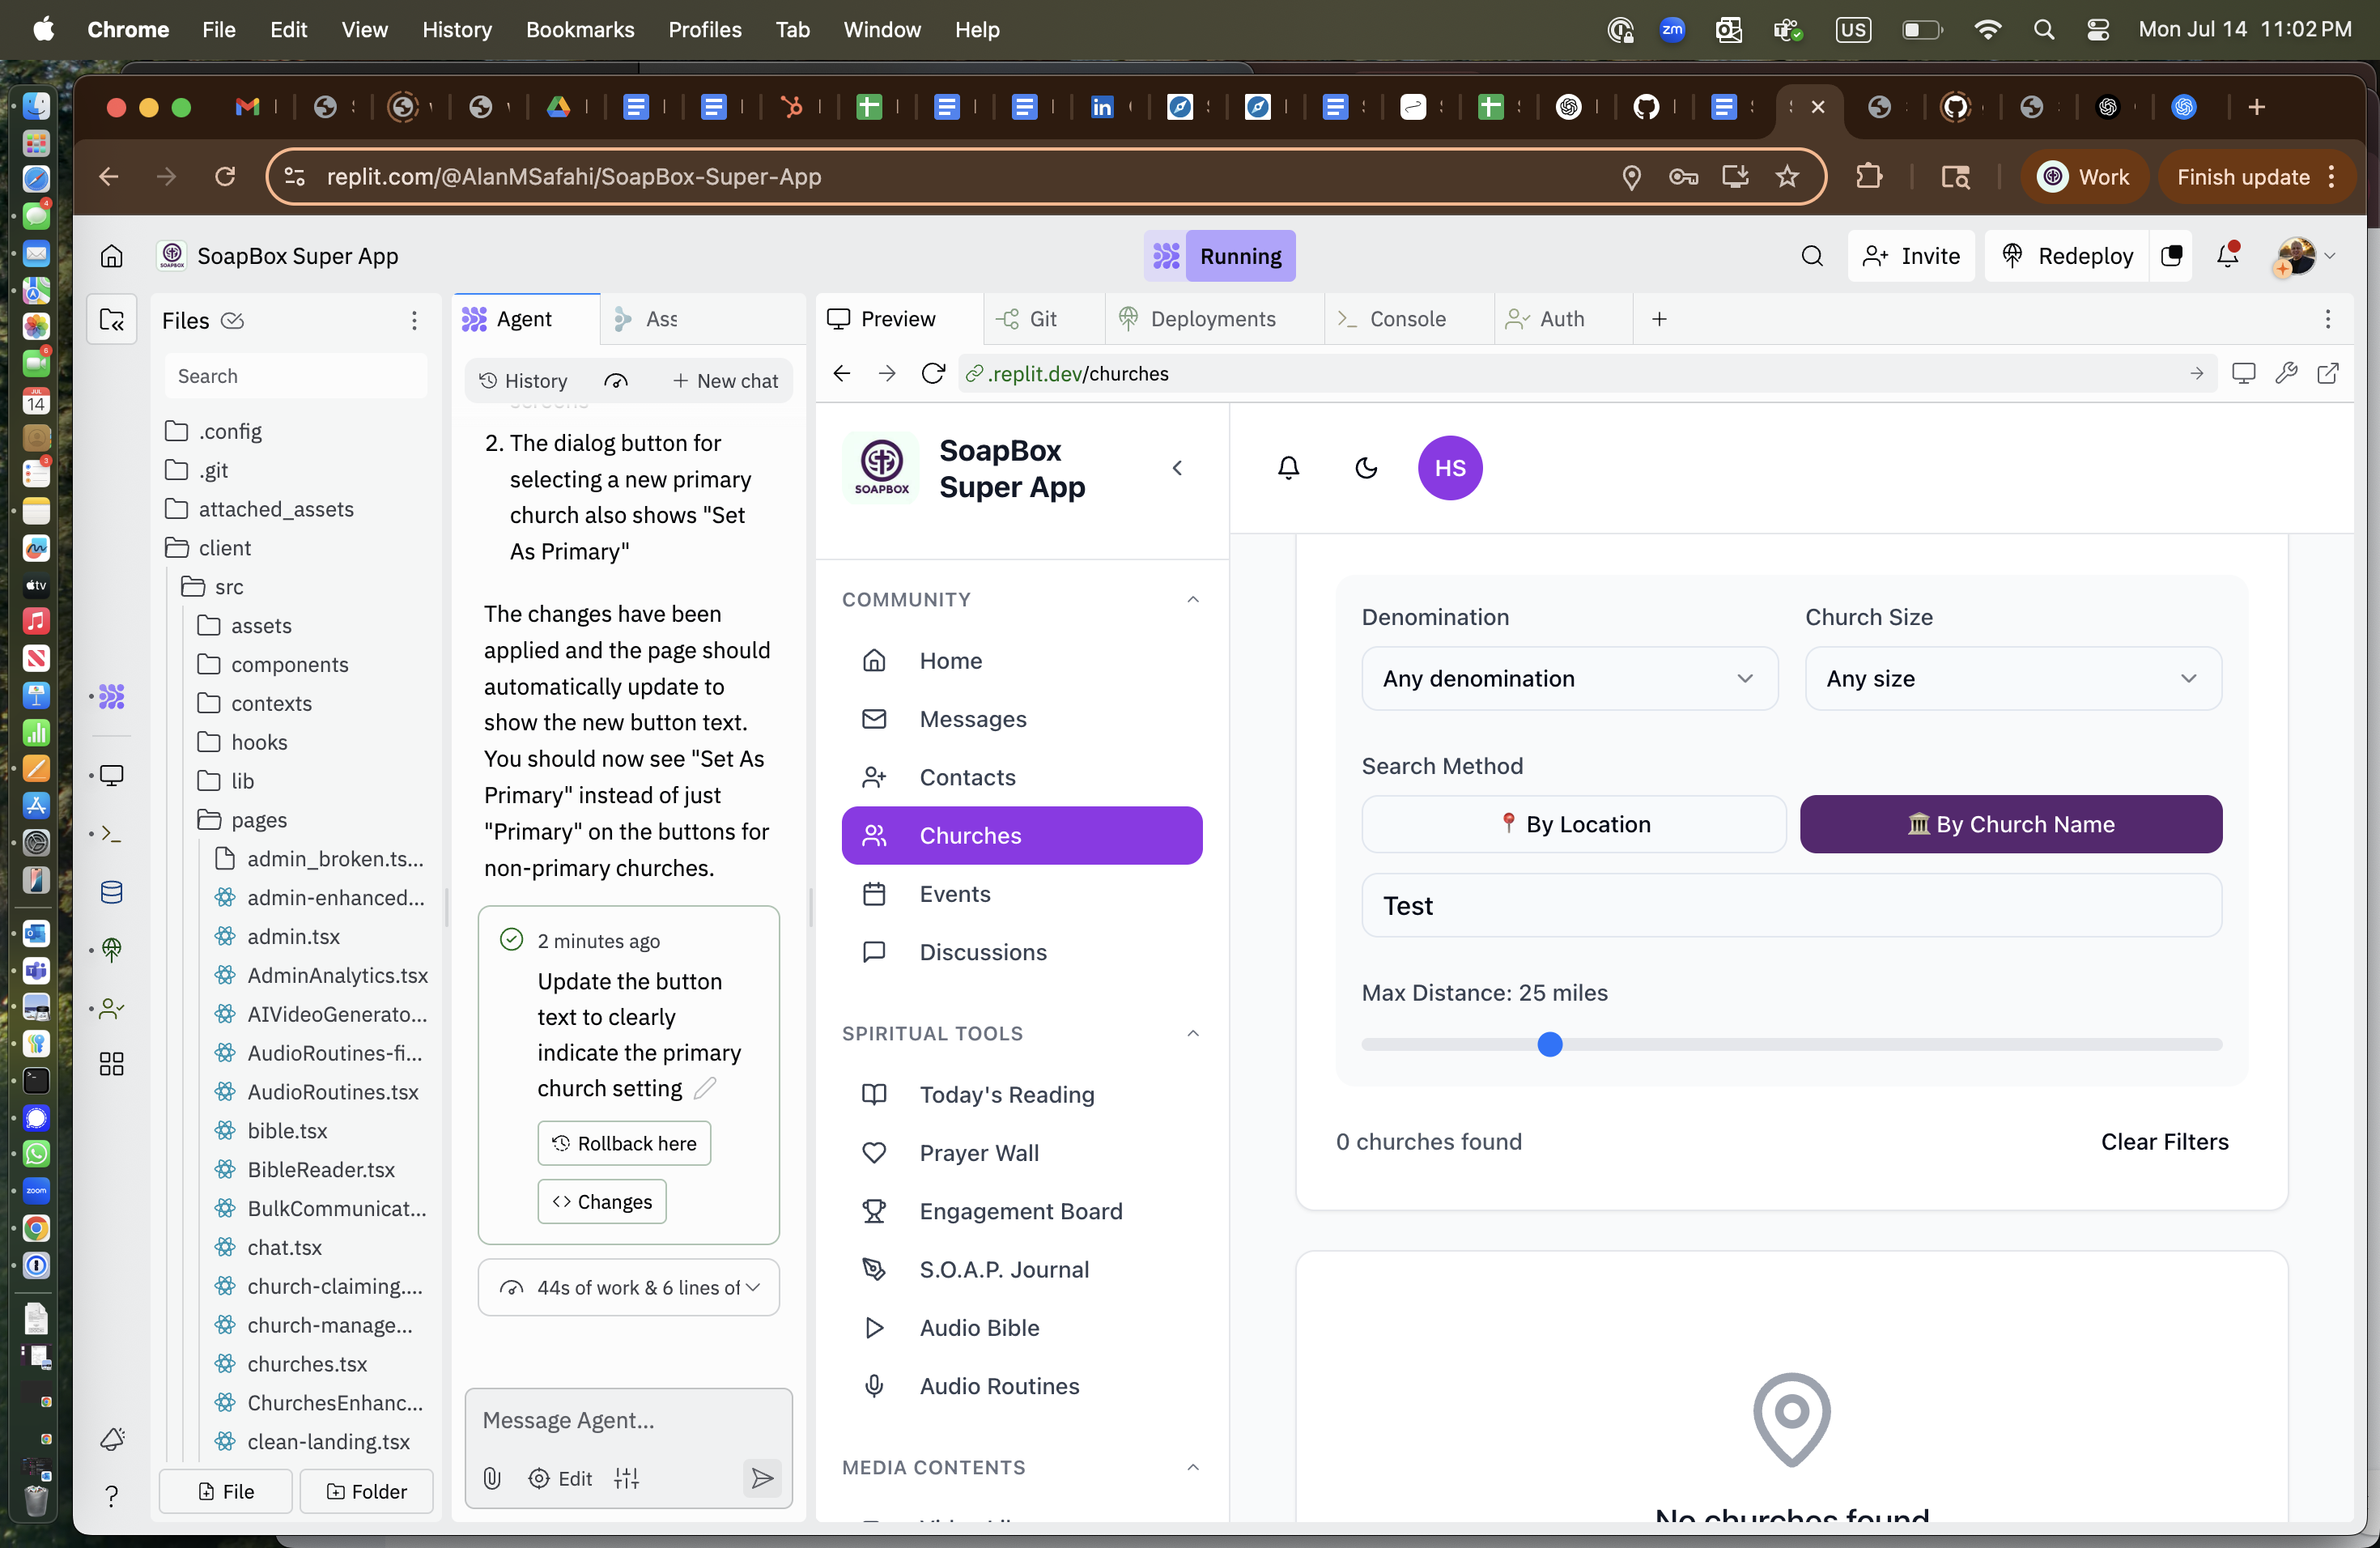 Chrome File Edit View History Bookmarks Profiles Tab Window Help
zm US Mon Jul 14 11:02 PM
replit.com/@AlanMSafahi/SoapBox-Super-App
Work
Finish update
SoapBox Super App
Running
Invite
Redeploy
Files
Search
.config
.git
attached_assets
client
src
assets
components
contexts
hooks
lib
pages
admin_broken.ts...
admin-enhanced...
admin.tsx
AdminAnalytics.tsx
AIVideoGenerato...
AudioRoutines-fi...
AudioRoutines.tsx
bible.tsx
BibleReader.tsx
BulkCommunicat...
chat.tsx
church-claiming....
church-manage...
churches.tsx
ChurchesEnhanc...
clean-landing.tsx
File
Folder
Agent
Ass
History
New chat
screens
2. The dialog button for
selecting a new primary
church also shows "Set
As Primary"
The changes have been
applied and the page should
automatically update to
show the new button text.
You should now see "Set As
Primary" instead of just
"Primary" on the buttons for
non-primary churches.
2 minutes ago
Update the button
text to clearly
indicate the primary
church setting
Rollback here
Changes
44s of work & 6 lines of
Message Agent...
Edit
Preview
Git
Deployments
Console
Auth
.replit.dev/churches
SOAPBOX
SoapBox
Super App
HS
COMMUNITY
Home
Messages
Contacts
Churches
Events
Discussions
SPIRITUAL TOOLS
Today's Reading
Prayer Wall
Engagement Board
S.O.A.P. Journal
Audio Bible
Audio Routines
MEDIA CONTENTS
Denomination
Church Size
Any denomination
Any size
Search Method
By Location
By Church Name
Test
Max Distance: 25 miles
0 churches found
Clear Filters
No churches found